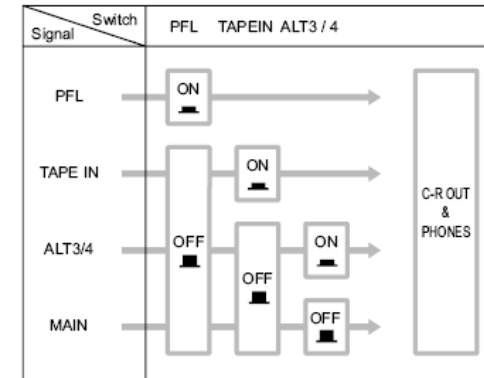 Switch
Signal
PFL TAPEIN ALT3 / 4
PFL
ON
TAPE IN
ON
C-R OUT
&
PHONES
ALT3/4
OFF
ON
OFF
MAIN
OFF